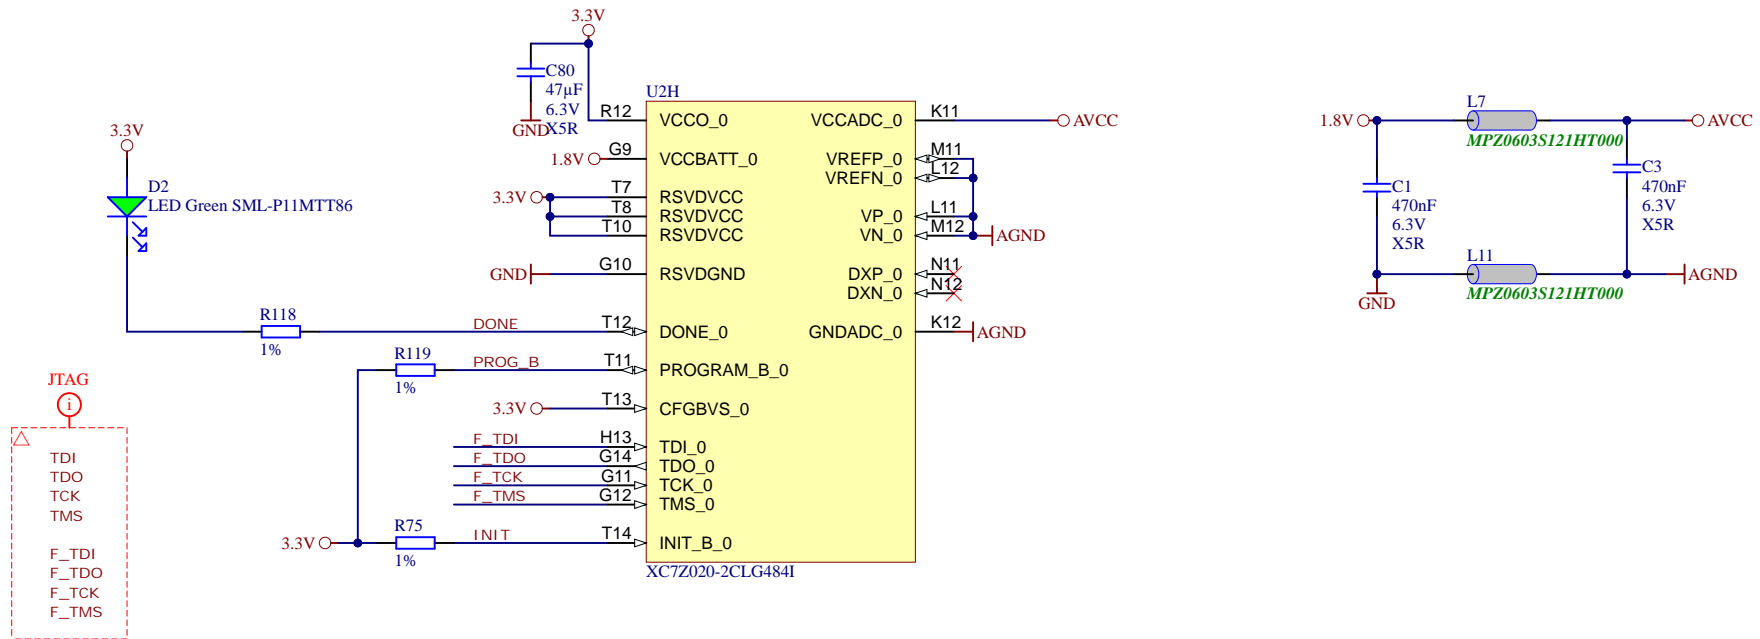 3.3V
C80
47µF
6.3V
X5R
GND
U2H
R12
VCCO_0
VCCADC_0
K11
AVCC
1.8V
G9
VCCBATT_0
VREFP_0
M11
VREFN_0
L12
3.3V
T7
RSVDVCC
T8
RSVDVCC
VP_0
L11
T10
RSVDVCC
VN_0
M12
AGND
GND
G10
RSVDGND
DXP_0
N11
DXN_0
N12
3.3V
D2
LED Green SML-P11MTT86
R118
1%
DONE
T12
DONE_0
GNDADC_0
K12
AGND
R119
1%
PROG_B
T11
PROGRAM_B_0
3.3V
T13
CFGBVS_0
F_TDI
H13
TDI_0
F_TDO
G14
TDO_0
F_TCK
G11
TCK_0
F_TMS
G12
TMS_0
3.3V
R75
1%
INIT
T14
INIT_B_0
XC7Z020-2CLG484I
JTAG
i
TDI
TDO
TCK
TMS
F_TDI
F_TDO
F_TCK
F_TMS
1.8V
L7
MPZ0603S121HT000
AVCC
C1
470nF
6.3V
X5R
C3
470nF
6.3V
X5R
L11
MPZ0603S121HT000
GND
AGND